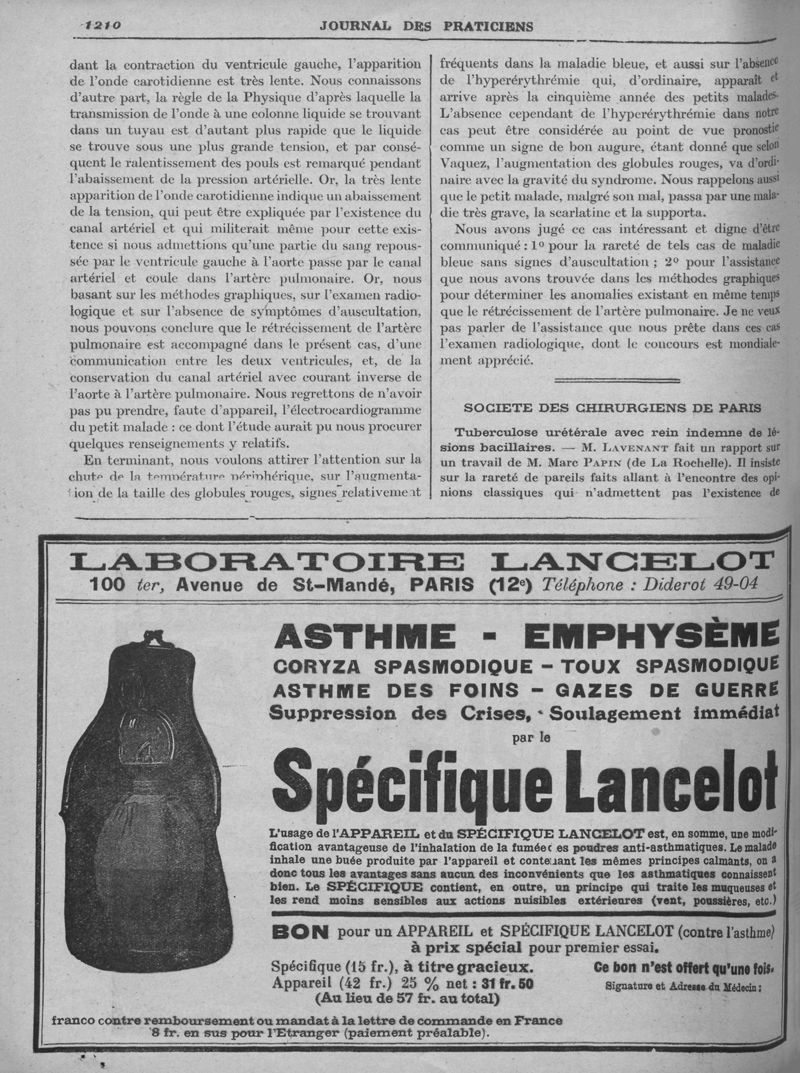 1210
JOURNAL DES PRATICIENS
dant la contraction du ventricule gauche, l'apparition
de l'onde carotidienne est très lente. Nous connaissons
d'autre part, la règle de la Physique d'après laquelle la
transmission de l'onde à une colonne liquide se trouvant
dans un tuyau est d'autant plus rapide que le liquide
se trouve sous une plus grande tension, et par consé-
quent le ralentissement des pouls est remarqué pendant
l'abaissement de la pression artérielle. Or, la très lente
apparition de l'onde carotidienne indique un abaissement
de la tension, qui peut être expliquée par l'existence du
canal artériel et qui militerait même pour cette exis-
tence si nous admettions qu'une partie du sang repous-
sée par le ventricule gauche à l'aorte passe par le canal
artériel et coule dans l'artère pulmonaire. Or, nous
basant sur les méthodes graphiques, sur l'examen radio-
logique et sur l'absence de symptômes d'auscultation,
nous pouvons conclure que le rétrécissement de l'artère
pulmonaire est accompagné dans le présent cas, d'une
communication entre les deux ventricules, et, de la
conservation du canal artériel avec courant inverse de
l'aorte à l'artère pulmonaire. Nous regrettons de n'avoir
pas pu prendre, faute d'appareil, l'électrocardiogramme
du petit malade : ce dont l'étude aurait pu nous procurer
quelques renseignements y relatifs.
En terminant, nous voulons attirer l'attention sur la
chute de la température périphérique, sur l'augmenta-
tion de la taille des globules rouges, signes relativement
fréquents dans la maladie bleue, et aussi sur l'absence
de l'hyperérythrémie qui, d'ordinaire, apparaît et
arrive après la cinquième année des petits malades.
L'absence cependant de l'hyperérythrémie dans notre
cas peut être considérée au point de vue pronostic
comme un signe de bon augure, étant donné que selon
Vaquez, l'augmentation des globules rouges, va d'ordi-
naire avec la gravité du syndrome. Nous rappelons aussi
que le petit malade, malgré son mal, passa par une mala-
die très grave, la scarlatine et la supporta.
Nous avons jugé ce cas intéressant et digne d'être
communiqué : 1º pour la rareté de tels cas de maladie
bleue sans signes d'auscultation ; 2º pour l'assistance
que nous avons trouvée dans les méthodes graphiques
pour déterminer les anomalies existant en même temps
que le rétrécissement de l'artère pulmonaire. Je ne veux
pas parler de l'assistance que nous prête dans ces cas
l'examen radiologique, dont le concours est mondiale-
ment apprécié.
SOCIETE DES CHIRURGIENS DE PARIS
Tuberculose urétérale avec rein indemne de lé-
sions bacillaires. — M. LAVENANT fait un rapport sur
un travail de M. Marc PAPIN (de La Rochelle). Il insiste
sur la rareté de pareils faits allant à l'encontre des opi-
nions classiques qui n'admettent pas l'existence de
LABORATOIRE LANCELOT
100 ter, Avenue de St-Mandé, PARIS (12e) Téléphone : Diderot 49-04
ASTHME - EMPHYSÈME
CORYZA SPASMODIQUE - TOUX SPASMODIQUE
ASTHME DES FOINS - GAZES DE GUERRE
Suppression des Crises, Soulagement immédiat
par le
Spécifique Lancelot
L'usage de l'APPAREIL et du SPÉCIFIQUE LANCELOT est, en somme, une modi-
fication avantageuse de l'inhalation de la fumée des poudres anti-asthmatiques. Le malade
inhale une buée produite par l'appareil et contenant les mêmes principes calmants, on a
donc tous les avantages sans aucun des inconvénients que les asthmatiques connaissent
bien. Le SPÉCIFIQUE contient, en outre, un principe qui traite les muqueuses et
les rend moins sensibles aux actions nuisibles extérieures (vent, poussières, etc.)
BON pour un APPAREIL et SPÉCIFIQUE LANCELOT (contre l'asthme)
à prix spécial pour premier essai.
Spécifique (15 fr.), à titre gracieux.
Appareil (42 fr.) 25 % net : 31 fr. 50
(Au lieu de 57 fr. au total)
Ce bon n'est offert qu'une fois.
Signature et Adresse du Médecin :
franco contre remboursement ou mandat à la lettre de commande en France
8 fr. en sus pour l'Etranger (paiement préalable).